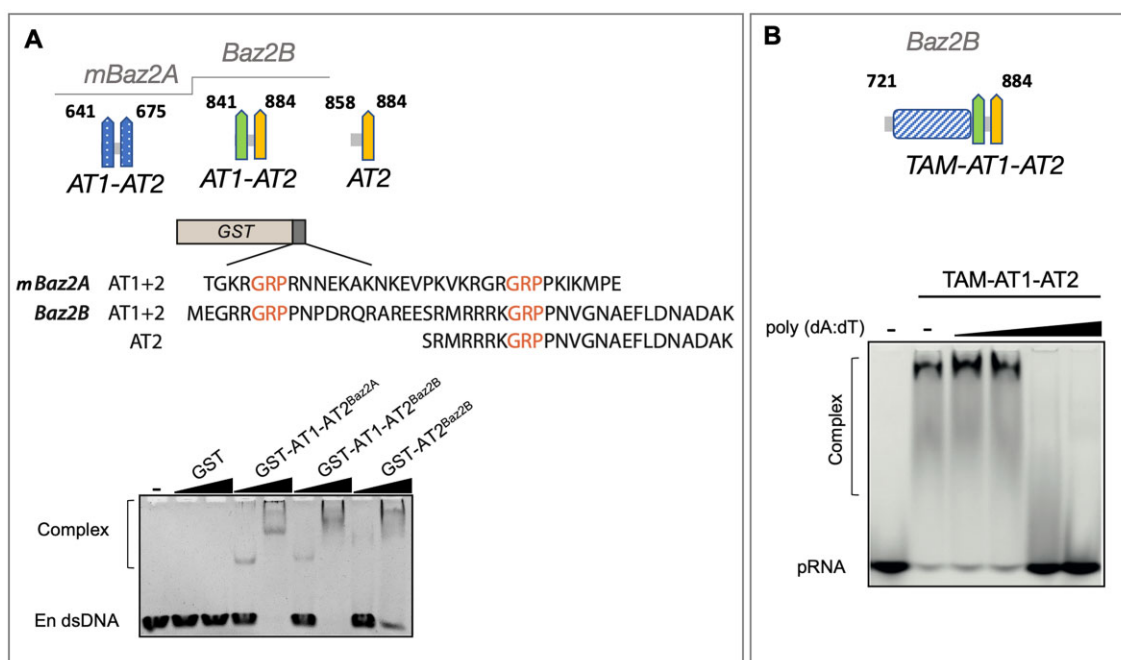 A
mBaz2A
Baz2B
641 675
841 884
858 884
AT1-AT2
AT1-AT2
AT2
GST
mBaz2A AT1+2 TGKRGRPRNNEKAKNKEVPKVKRGRGRPPKIKMPE
Baz2B AT1+2 MEGRRGRPPNPDRQRAREESRMRRRKGRPPNVGNAEFLDNADAK
AT2 SRMRRRKGRPPNVGNAEFLDNADAK
- GST GST-AT1-AT2Baz2A GST-AT1-AT2Baz2B GST-AT2Baz2B
Complex
En dsDNA
B
Baz2B
721 884
TAM-AT1-AT2
TAM-AT1-AT2
poly (dA:dT) - -
Complex
pRNA